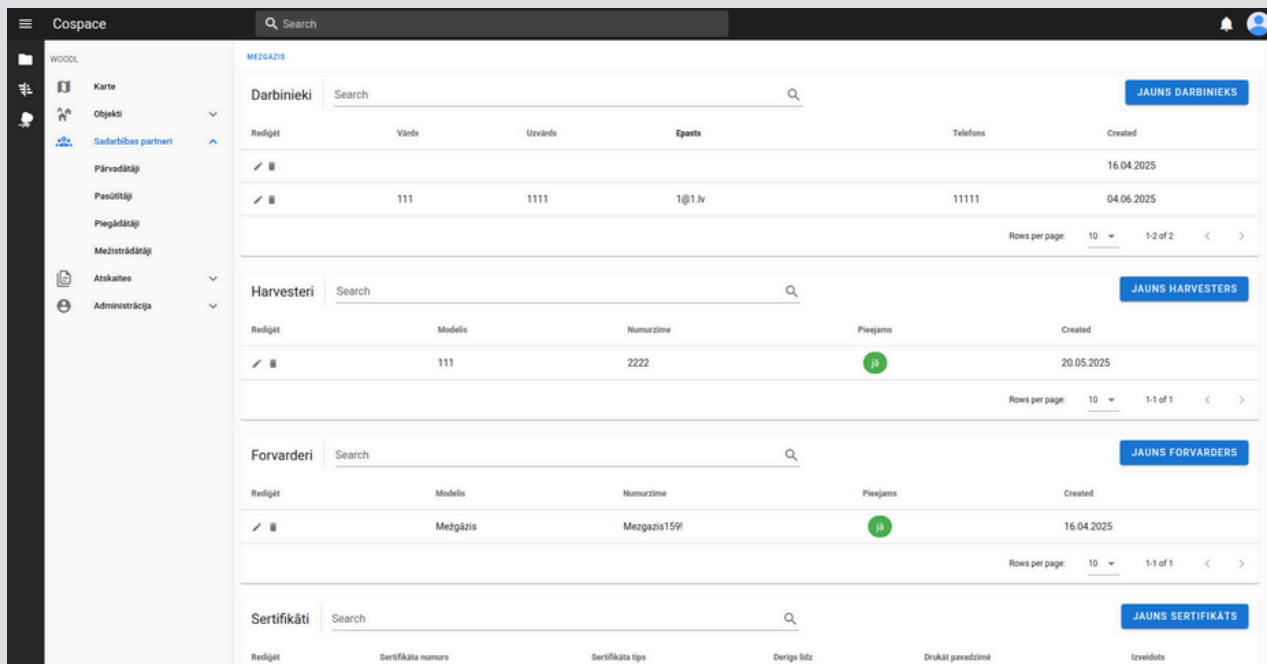 Cospace Search
WOODL
Karte
Objekti
Sadarbības partneri
Pārvadātāji
Pasūtītāji
Piegādātāji
Mežistrādātāji
Atskaites
Administrācija
MEŽGĀZIS
Darbinieki Search JAUNS DARBINIEKS
Rediģēt Vārds Uzvārds Epasts Telefons Created
16.04.2025
111 1111 1@1.lv 11111 04.06.2025
Rows per page: 10 1-2 of 2
Harvesteri Search JAUNS HARVESTERS
Rediģēt Modelis Numurzīme Pieejams Created
111 2222 jā 20.05.2025
Rows per page: 10 1-1 of 1
Forvarderi Search JAUNS FORVARDERS
Rediģēt Modelis Numurzīme Pieejams Created
Mežgāzis Mezgazis159! jā 16.04.2025
Rows per page: 10 1-1 of 1
Sertifikāti Search JAUNS SERTIFIKĀTS
Rediģēt Sertifikāta numurs Sertifikāta tips Derīgs līdz Drukāt pavadzīmē Izveidots